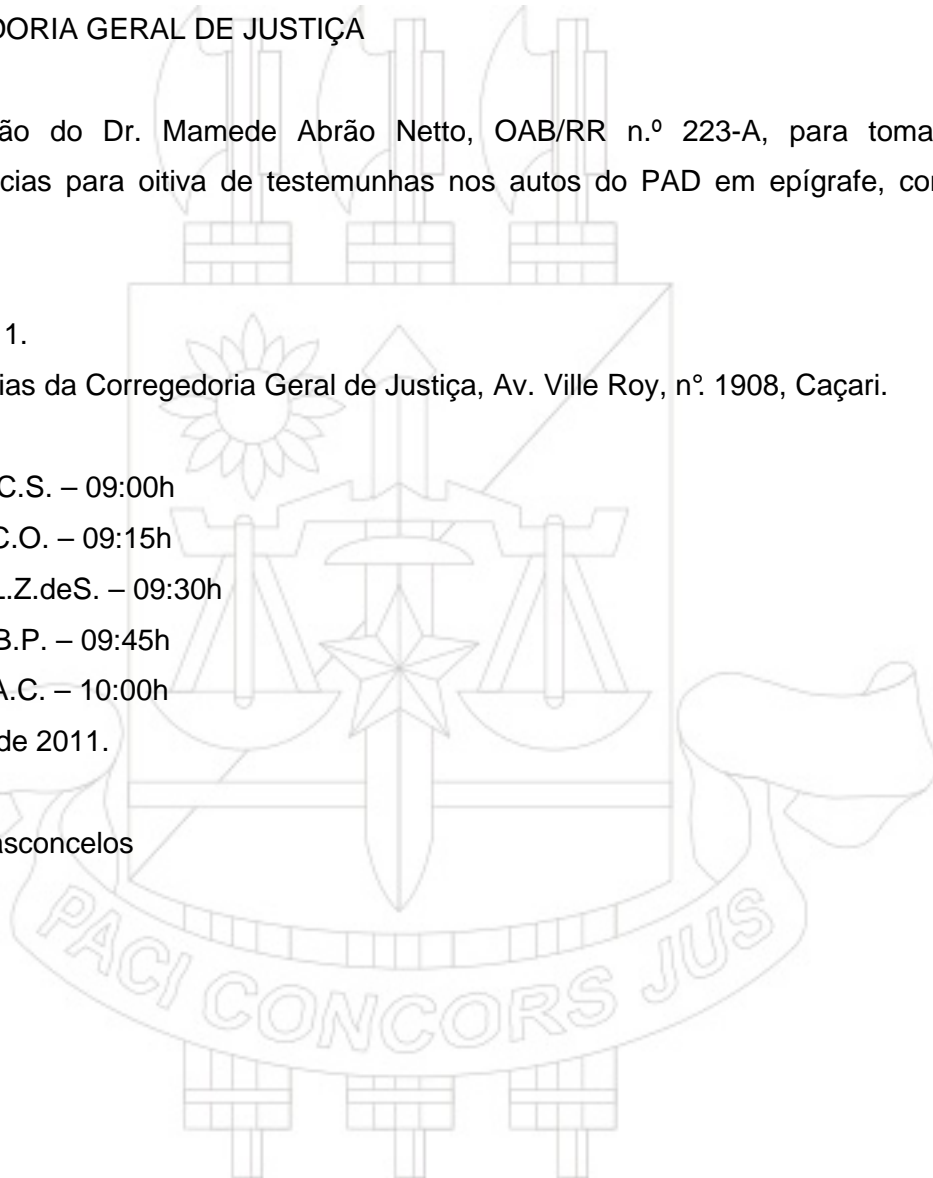 DORIA GERAL DE JUSTIÇA
ão do Dr. Mamede Abrão Netto, OAB/RR n.º 223-A, para toma
cias para oitiva de testemunhas nos autos do PAD em epígrafe, cor
1.
ias da Corregedoria Geral de Justiça, Av. Ville Roy, n°. 1908, Caçari.
C.S. – 09:00h
C.O. – 09:15h
L.Z.deS. – 09:30h
B.P. – 09:45h
A.C. – 10:00h
de 2011.
asconcelos
PACI CONCORS JUS